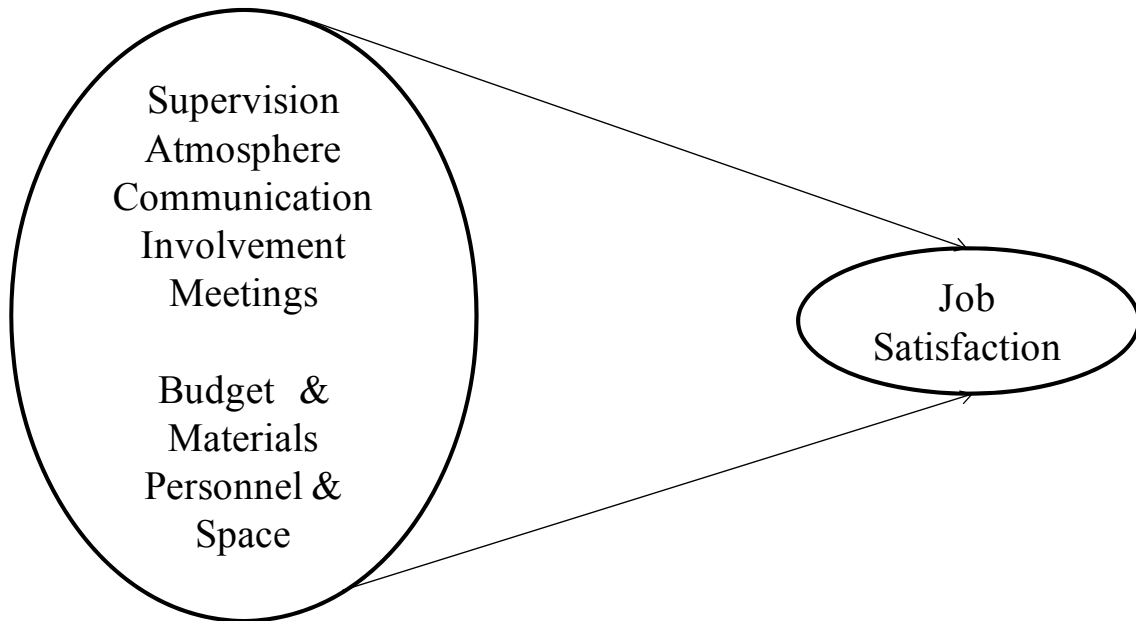 Supervision
Atmosphere
Communication
Involvement
Meetings
Budget &
Materials
Personnel &
Space
Job
Satisfaction